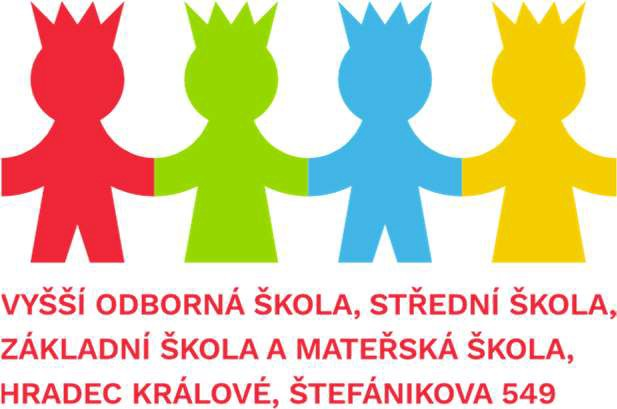 VYŠŠÍ ODBORNÁ ŠKOLA, STŘEDNÍ ŠKOLA,
ZÁKLADNÍ ŠKOLA A MATEŘSKÁ ŠKOLA,
HRADEC KRÁLOVÉ, ŠTEFÁNIKOVA 549